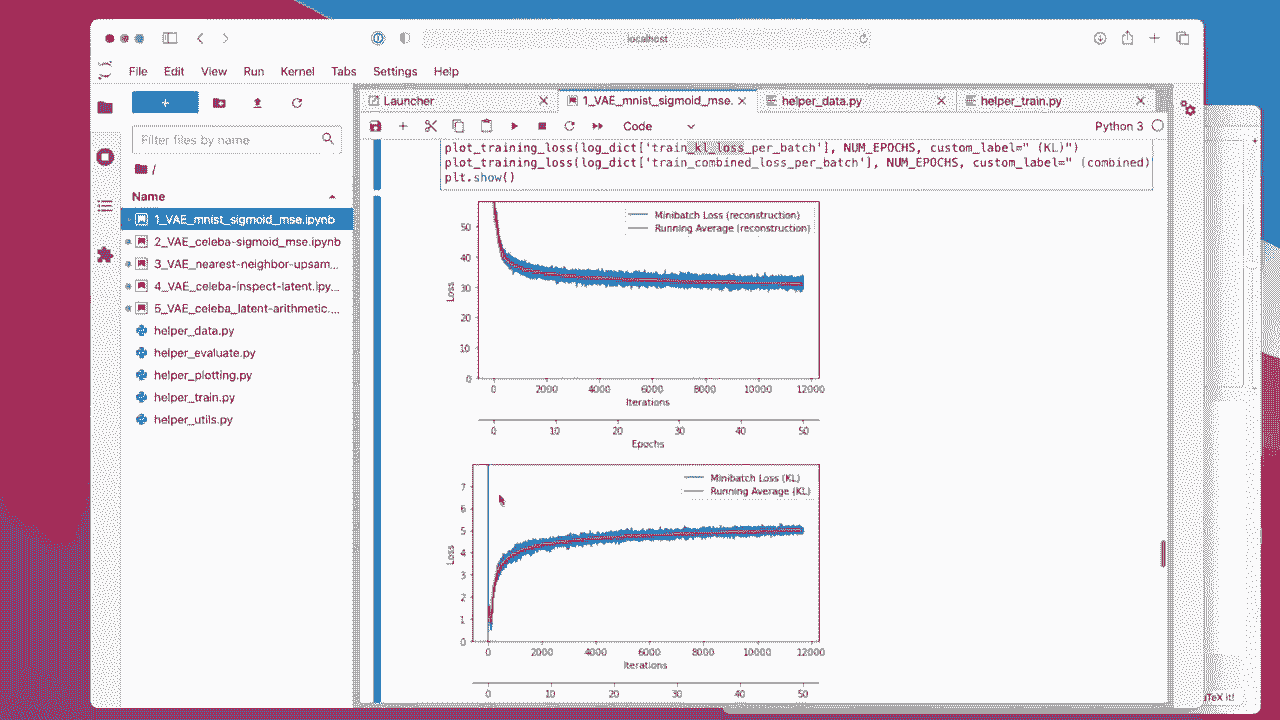 localhost
File Edit View Run Kernel Tabs Settings Help
Launcher
1_VAE_mnist_sigmoid_mse.
helper_data.py
helper_train.py
Code
Python 3
Filter files by name
/
Name
1_VAE_mnist_sigmoid_mse.ipynb
2_VAE_celeba-sigmoid_mse.ipynb
3_VAE_nearest-neighbor-upsam...
4_VAE_celeba-inspect-latent.ipy...
5_VAE_celeba_latent-arithmetic....
helper_data.py
helper_evaluate.py
helper_plotting.py
helper_train.py
helper_utils.py
plot_training_loss(log_dict['train_kl_loss_per_batch'], NUM_EPOCHS, custom_label=" (KL)")
plot_training_loss(log_dict['train_combined_loss_per_batch'], NUM_EPOCHS, custom_label=" (combined)
plt.show()
Minibatch Loss (reconstruction)
Running Average (reconstruction)
50
40
30
20
10
0
Loss
0 2000 4000 6000 8000 10000 12000
Iterations
0 10 20 30 40 50
Epochs
Minibatch Loss (KL)
Running Average (KL)
7
6
5
4
3
2
1
0
Loss
0 2000 4000 6000 8000 10000 12000
Iterations
0 10 20 30 40 50
TeX it!